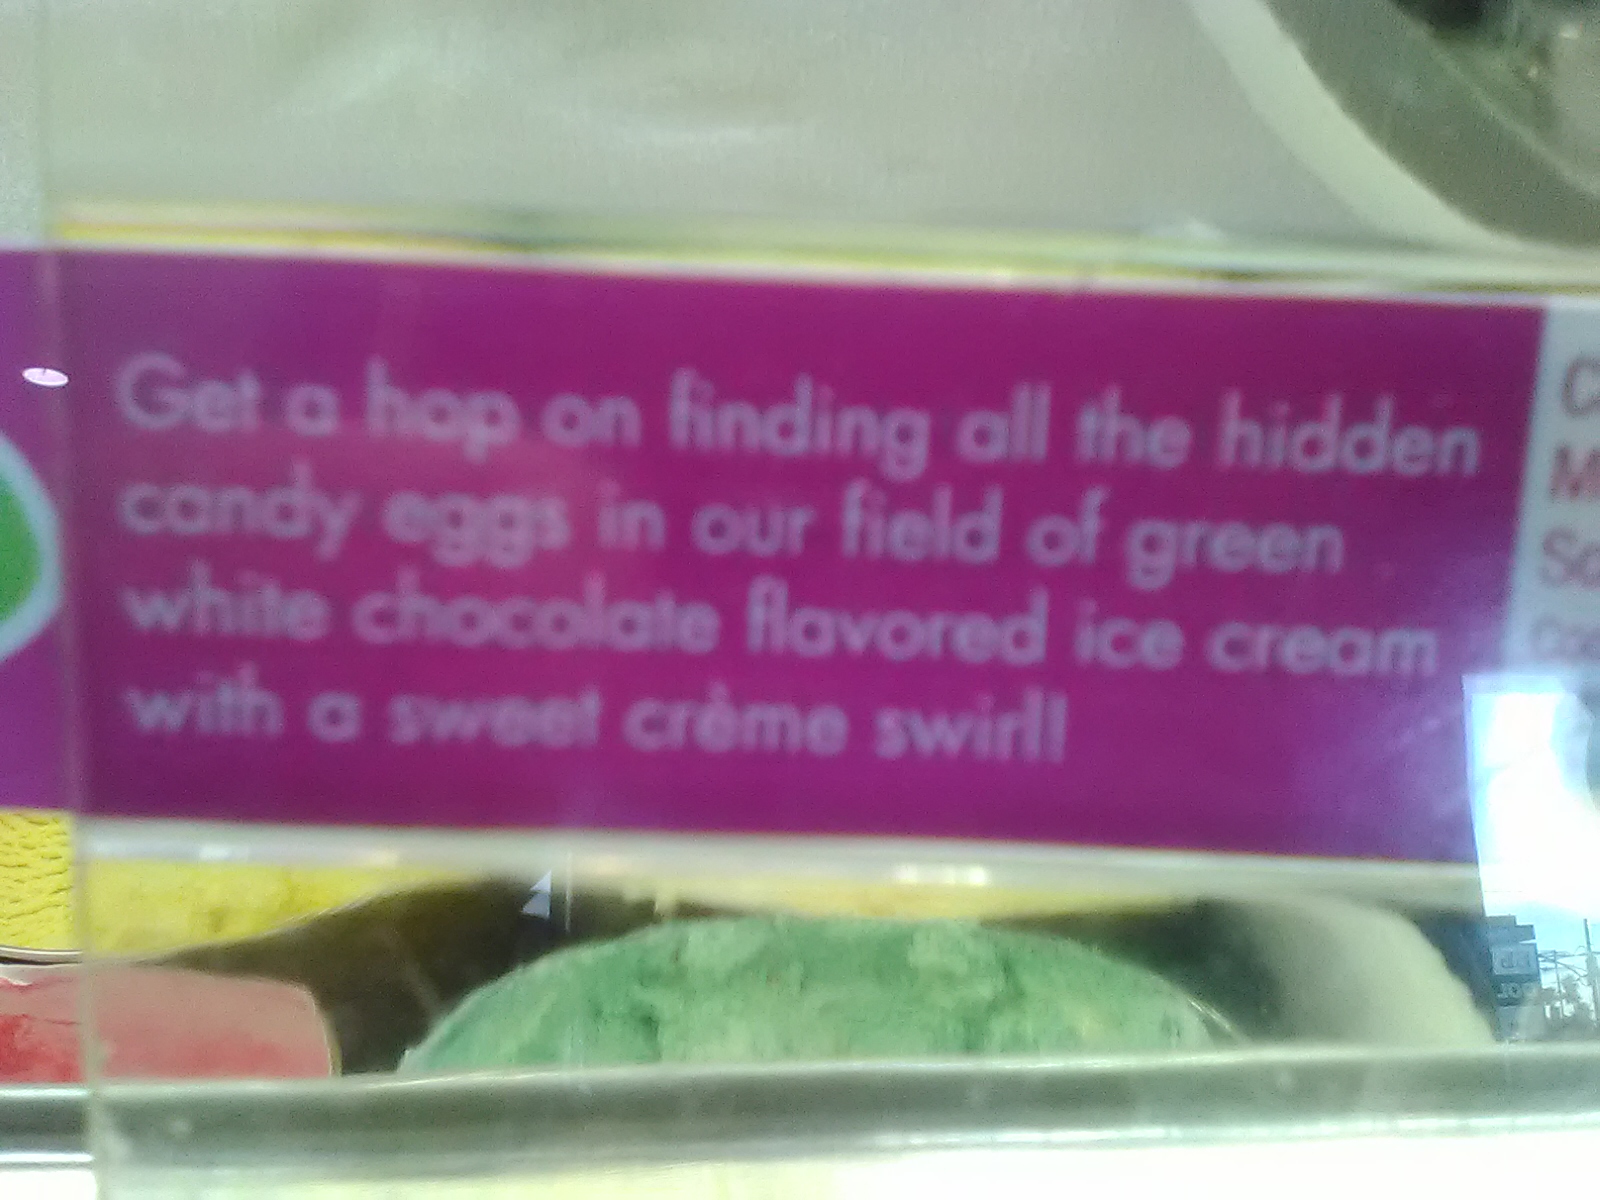 Get a hop on finding all the hidden
candy eggs in our field of green
white chocolate flavored ice cream
with a sweet crème swirl!